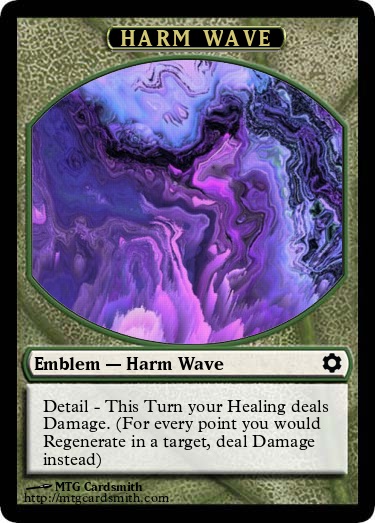 HARM WAVE
Emblem — Harm Wave
Detail - This Turn your Healing deals
Damage. (For every point you would
Regenerate in a target, deal Damage
instead)
MTG Cardsmith
http://mtgcardsmith.com